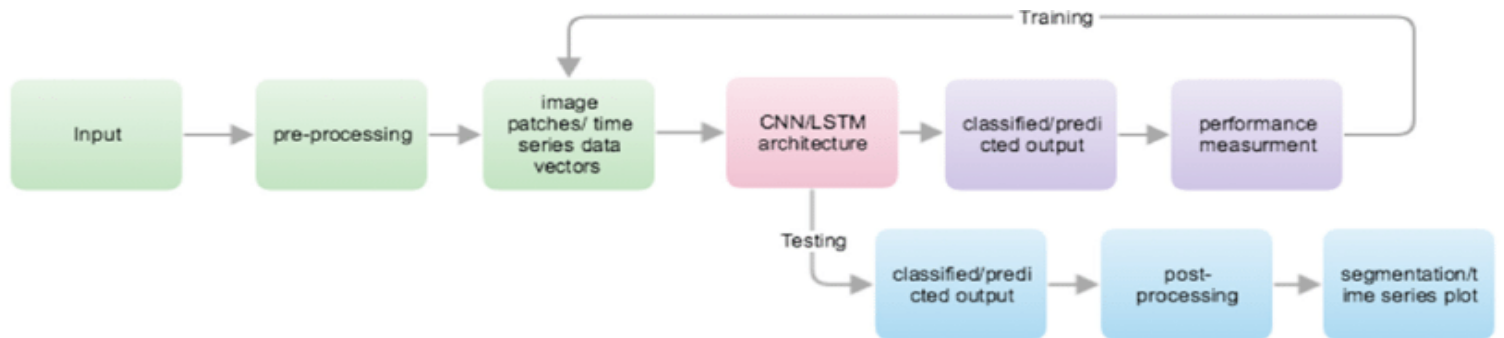 Training
Input
pre-processing
image
patches/ time
series data
vectors
CNN/LSTM
architecture
classified/predi
cted output
performance
measurment
Testing
classified/predi
cted output
post-
processing
segmentation/t
ime series plot